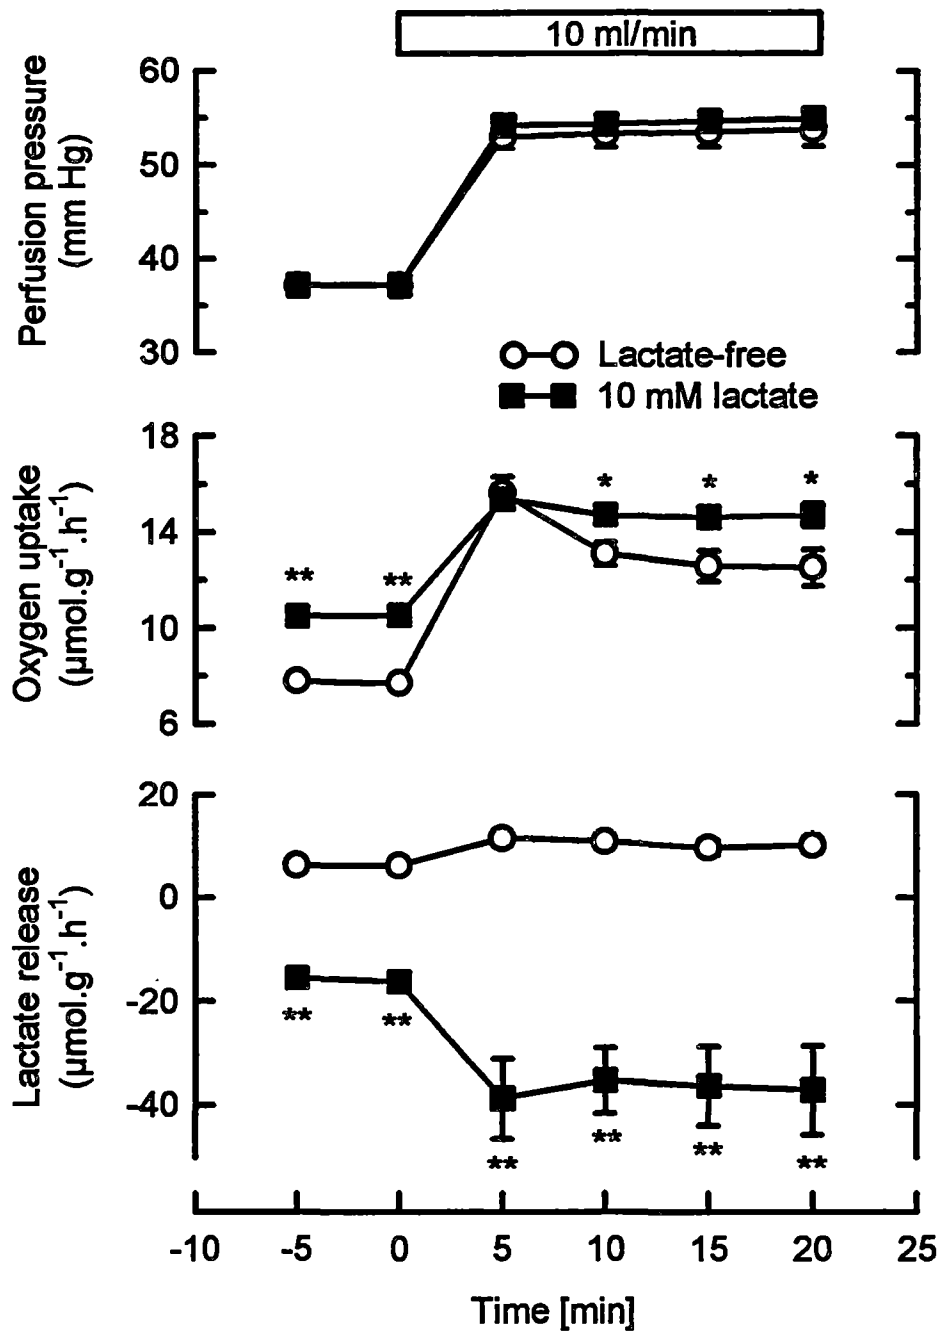 10 ml/min
Perfusion pressure
(mm Hg)
60
50
40
30
Lactate-free
10 mM lactate
Oxygen uptake
(µmol.g⁻¹.h⁻¹)
18
14
10
6
** ** * * *
Lactate release
(µmol.g⁻¹.h⁻¹)
20
0
-20
-40
** ** ** ** ** **
-10 -5 0 5 10 15 20 25
Time [min]